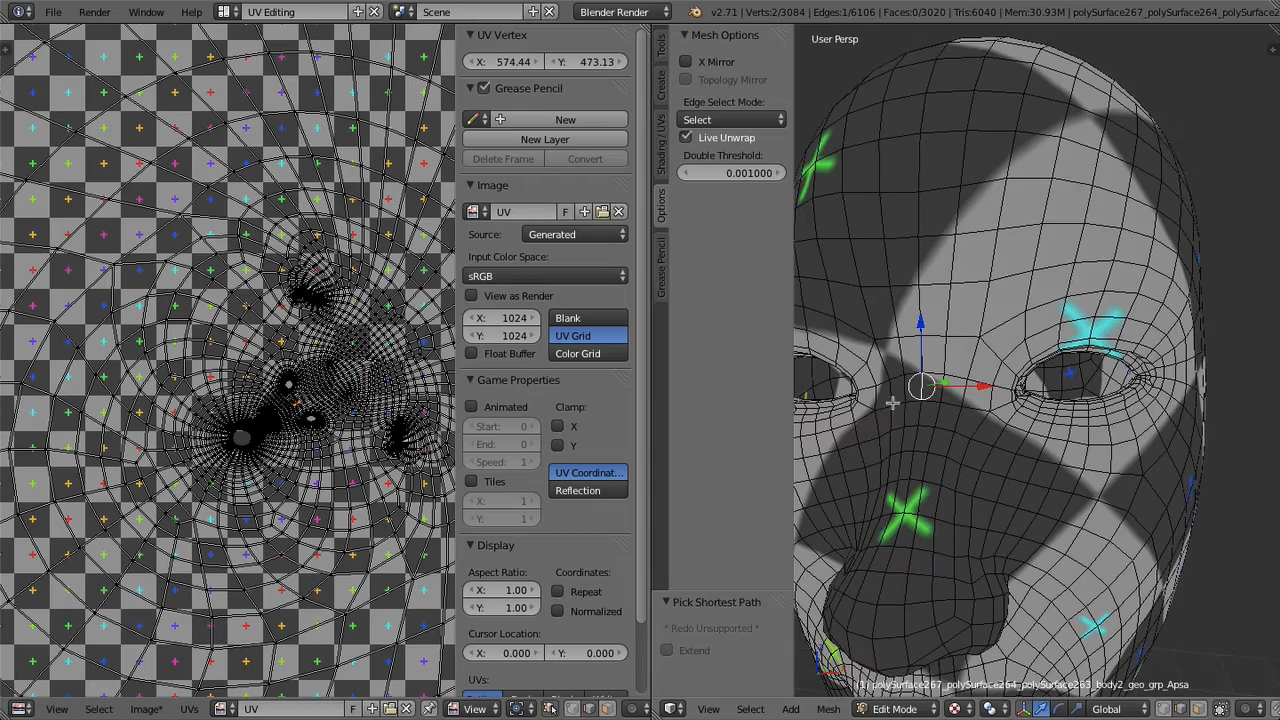 File Render Window Help UV Editing Scene Blender Render v2.71 | Verts:2/3084 | Edges:1/6106 | Faces:0/3020 | Tris:6040 | Mem:30.93M | polySurface267_polySurface264_polySurface2
UV Vertex
X: 574.44 Y: 473.13
Grease Pencil
New
New Layer
Delete Frame Convert
Image
UV F
Source: Generated
Input Color Space:
sRGB
View as Render
X: 1024 Blank
Y: 1024 UV Grid
Float Buffer Color Grid
Game Properties
Animated Clamp:
Start: 0 X
End: 0 Y
Speed: 1
Tiles UV Coordinat...
X: 1 Reflection
Y: 1
Display
Aspect Ratio: Coordinates:
X: 1.00 Repeat
Y: 1.00 Normalized
Cursor Location:
X: 0.000 Y: 0.000
UVs:
View Select Image* UVs UV F View
Tools
Create
Shading / UVs
Options
Grease Pencil
Mesh Options
X Mirror
Topology Mirror
Edge Select Mode:
Select
Live Unwrap
Double Threshold:
0.001000
Pick Shortest Path
* Redo Unsupported *
Extend
User Persp
(1) polySurface267_polySurface264_polySurface263_body2_geo_grp_Apsa
View Select Add Mesh Edit Mode Global